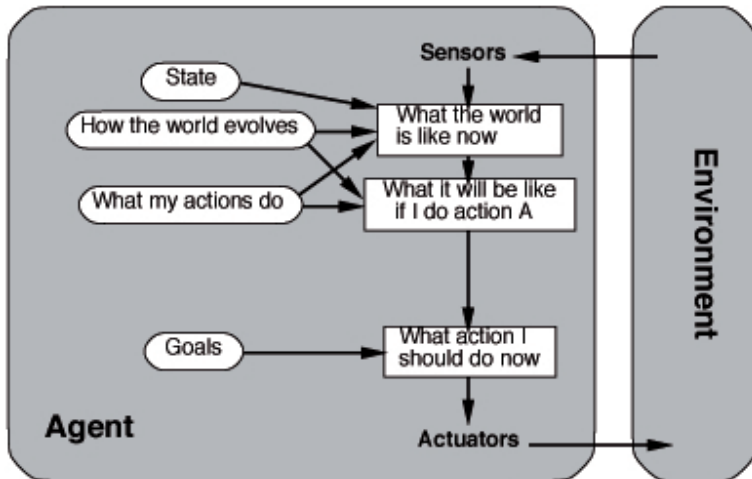 Sensors
State
What the world
is like now
How the world evolves
What my actions do
What it will be like
if I do action A
Goals
What action I
should do now
Agent
Actuators
Environment